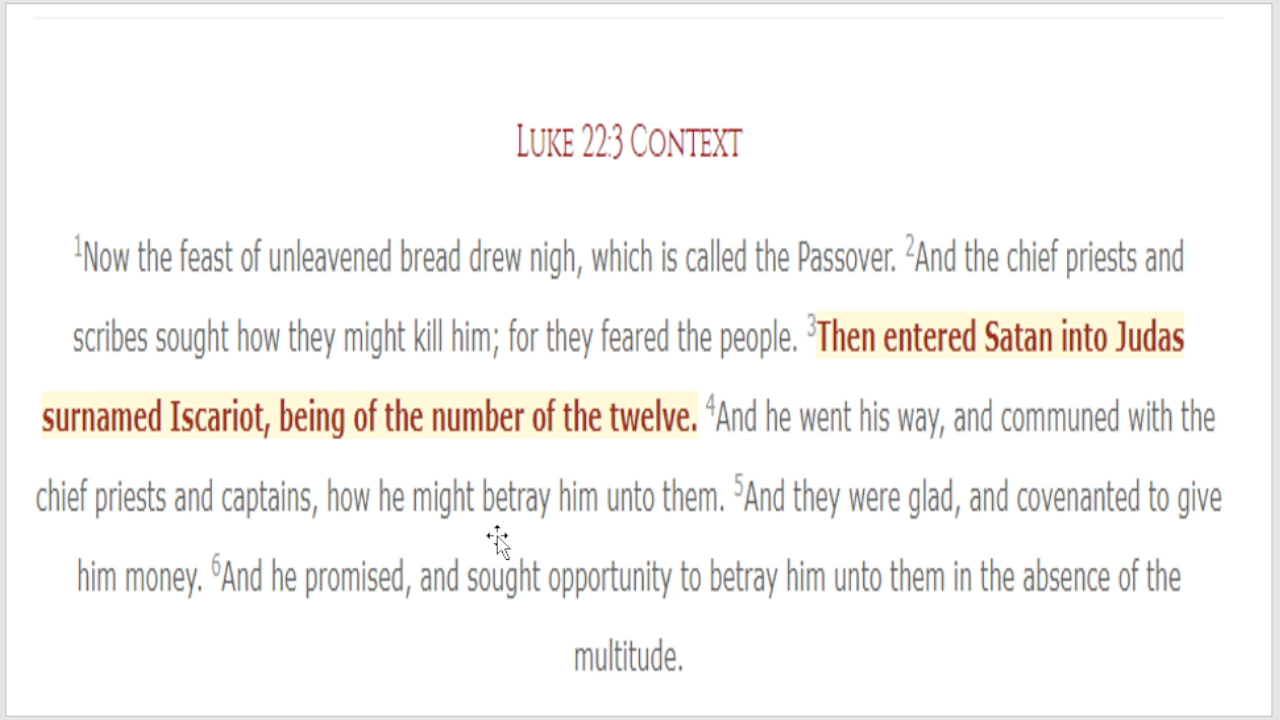 Luke 22:3 Context
1Now the feast of unleavened bread drew nigh, which is called the Passover. 2And the chief priests and
scribes sought how they might kill him; for they feared the people. 3Then entered Satan into Judas
surnamed Iscariot, being of the number of the twelve. 4And he went his way, and communed with the
chief priests and captains, how he might betray him unto them. 5And they were glad, and covenanted to give
him money. 6And he promised, and sought opportunity to betray him unto them in the absence of the
multitude.